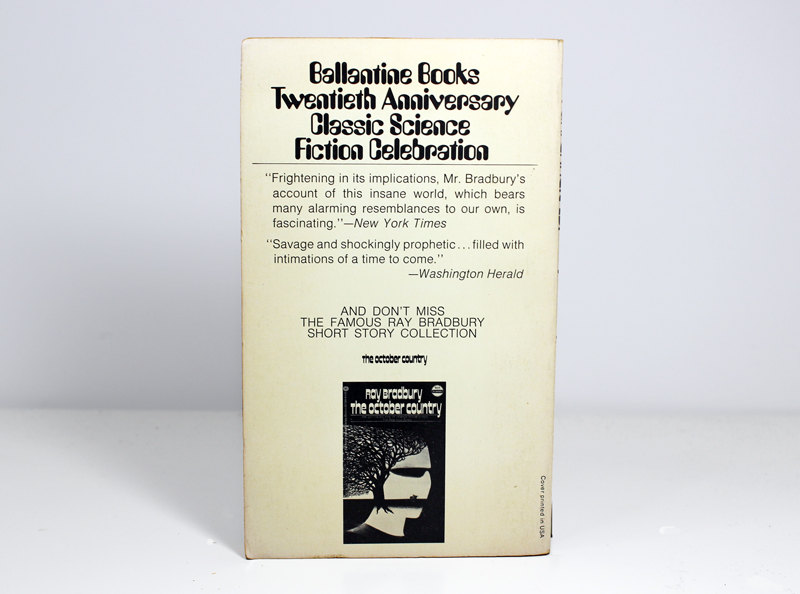 Ballantine Books
Twentieth Anniversary
Classic Science
Fiction Celebration
"Frightening in its implications, Mr. Bradbury's
account of this insane world, which bears
many alarming resemblances to our own, is
fascinating."—New York Times
"Savage and shockingly prophetic...filled with
intimations of a time to come."
—Washington Herald
AND DON'T MISS
THE FAMOUS RAY BRADBURY
SHORT STORY COLLECTION
The October Country
Ray Bradbury
The October Country
Cover printed in USA